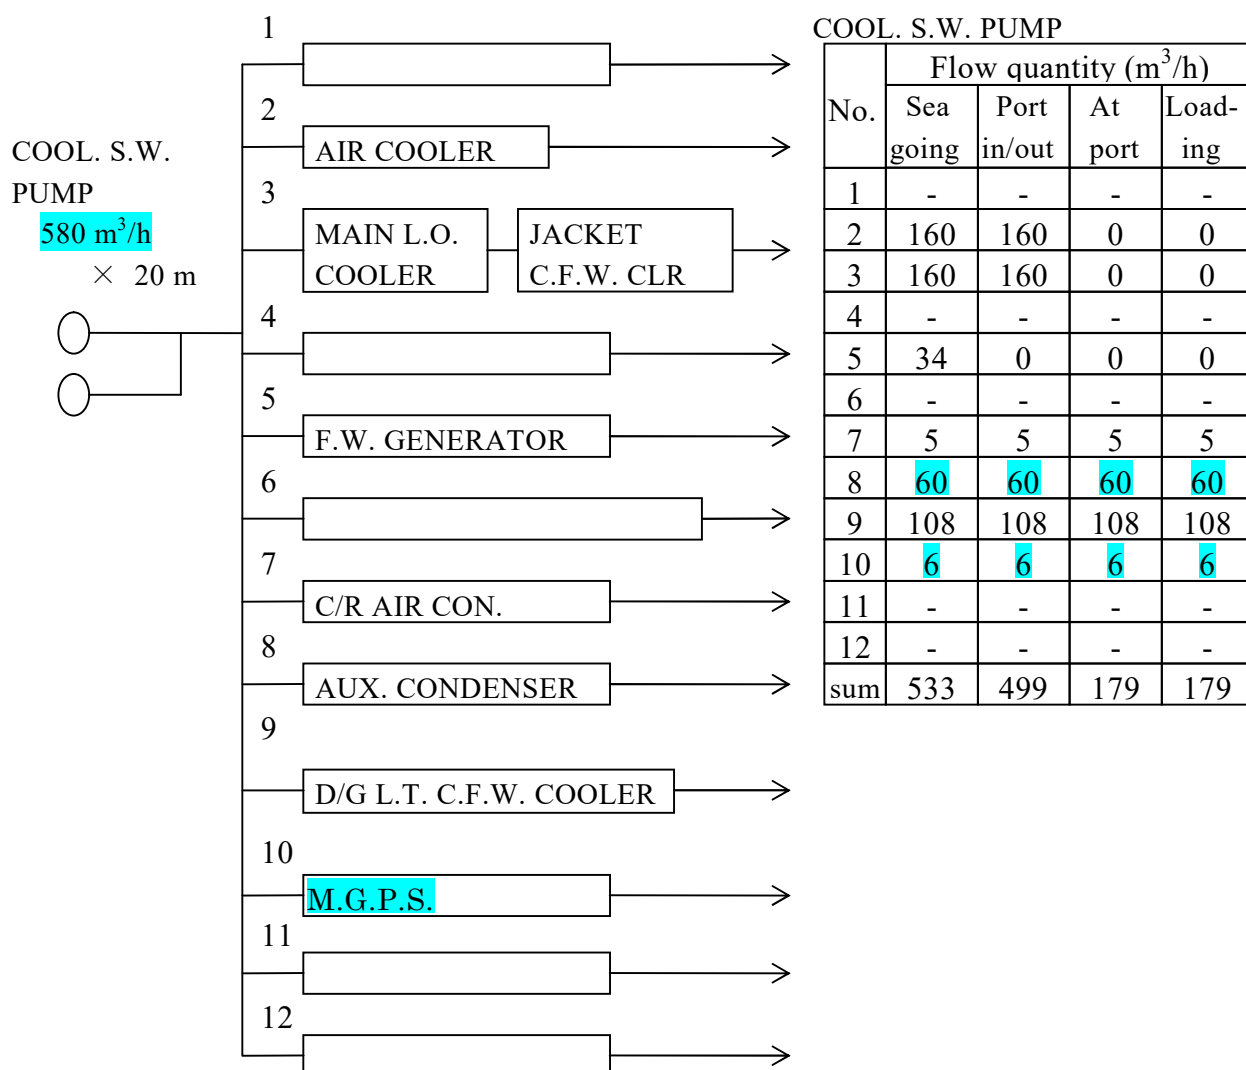 COOL. S.W.
PUMP
580 m³/h
× 20 m
1
2
AIR COOLER
3
MAIN L.O.
COOLER
JACKET
C.F.W. CLR
4
5
F.W. GENERATOR
6
7
C/R AIR CON.
8
AUX. CONDENSER
9
D/G L.T. C.F.W. COOLER
10
M.G.P.S.
11
12
COOL. S.W. PUMP
No. Flow quantity (m³/h)
Sea going Port in/out At port Load-ing
1 - - - -
2 160 160 0 0
3 160 160 0 0
4 - - - -
5 34 0 0 0
6 - - - -
7 5 5 5 5
8 60 60 60 60
9 108 108 108 108
10 6 6 6 6
11 - - - -
12 - - - -
sum 533 499 179 179